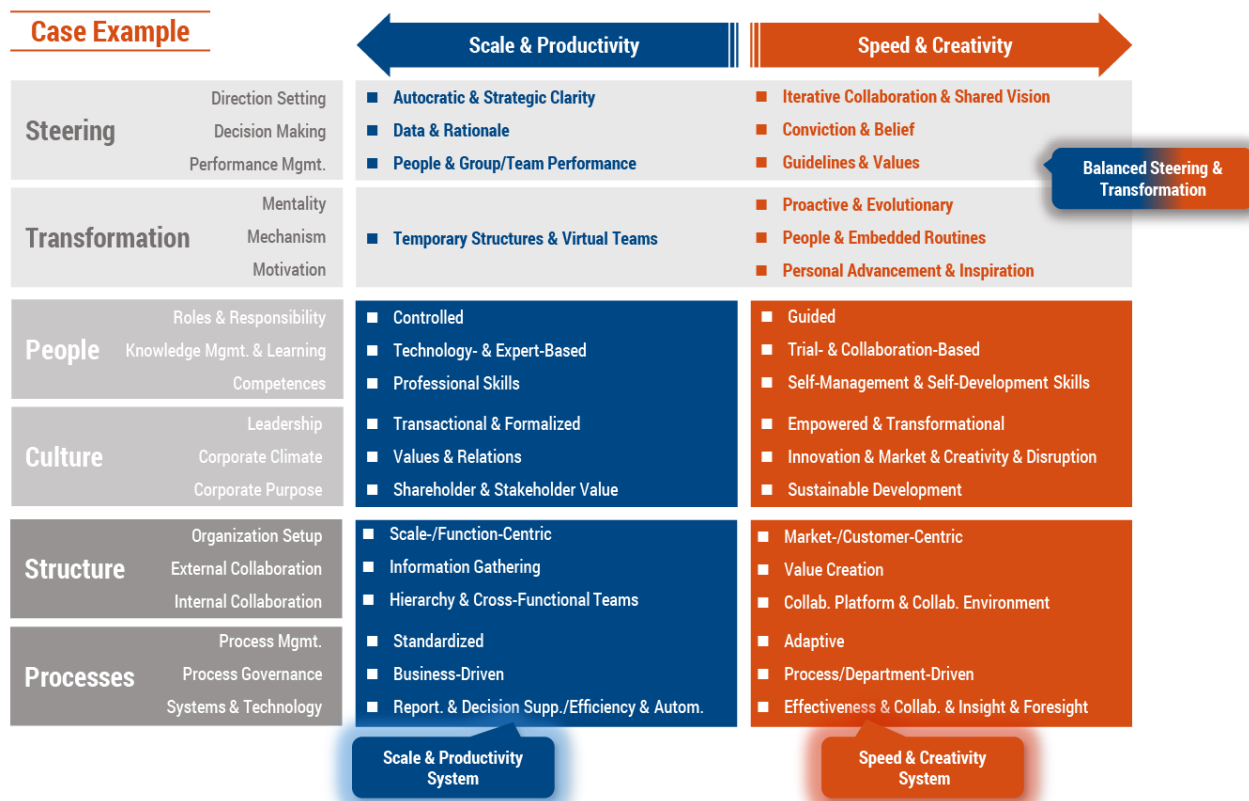 Case Example
Scale & Productivity
Speed & Creativity
Steering
Direction Setting
Decision Making
Performance Mgmt.
Autocratic & Strategic Clarity
Data & Rationale
People & Group/Team Performance
Iterative Collaboration & Shared Vision
Conviction & Belief
Guidelines & Values
Balanced Steering &
Transformation
Transformation
Mentality
Mechanism
Motivation
Temporary Structures & Virtual Teams
Proactive & Evolutionary
People & Embedded Routines
Personal Advancement & Inspiration
People
Roles & Responsibility
Knowledge Mgmt. & Learning
Competences
Controlled
Technology- & Expert-Based
Professional Skills
Guided
Trial- & Collaboration-Based
Self-Management & Self-Development Skills
Culture
Leadership
Corporate Climate
Corporate Purpose
Transactional & Formalized
Values & Relations
Shareholder & Stakeholder Value
Empowered & Transformational
Innovation & Market & Creativity & Disruption
Sustainable Development
Structure
Organization Setup
External Collaboration
Internal Collaboration
Scale-/Function-Centric
Information Gathering
Hierarchy & Cross-Functional Teams
Market-/Customer-Centric
Value Creation
Collab. Platform & Collab. Environment
Processes
Process Mgmt.
Process Governance
Systems & Technology
Standardized
Business-Driven
Report. & Decision Supp./Efficiency & Autom.
Adaptive
Process/Department-Driven
Effectiveness & Collab. & Insight & Foresight
Scale & Productivity
System
Speed & Creativity
System